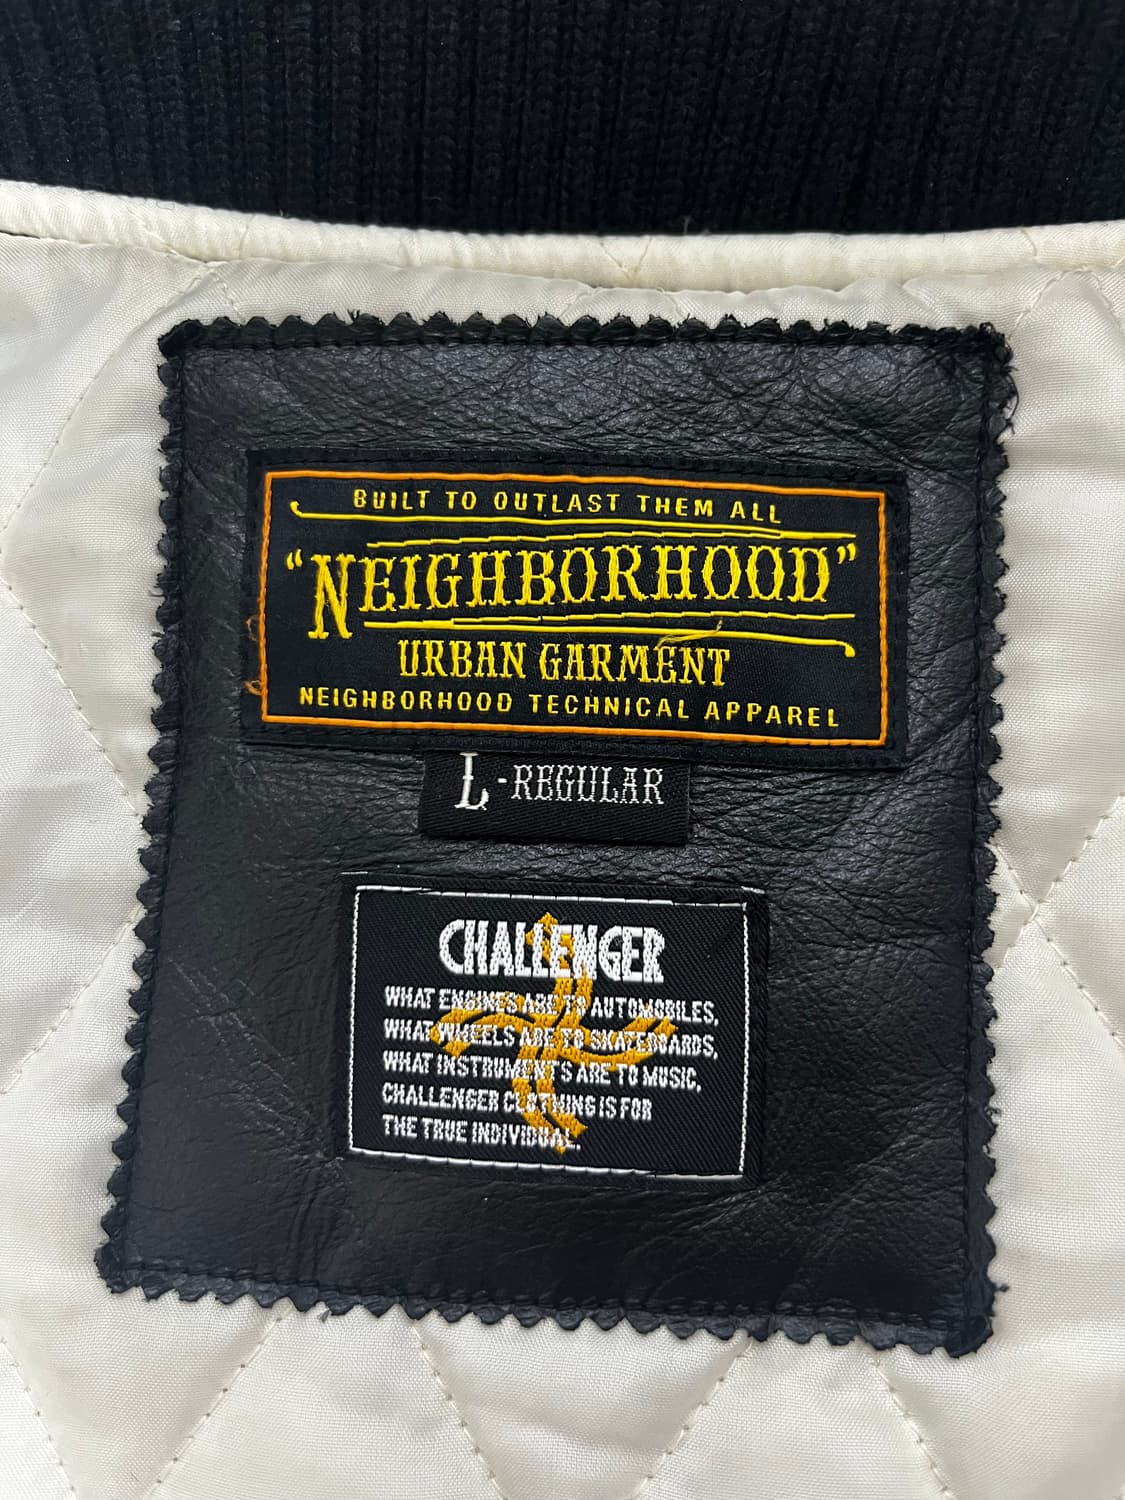 BUILT TO OUTLAST THEM ALL
"NEIGHBORHOOD"
URBAN GARMENT
NEIGHBORHOOD TECHNICAL APPAREL
L-REGULAR
CHALLENGER
WHAT ENGINES ARE TO AUTOMOBILES,
WHAT WHEELS ARE TO SKATEBOARDS,
WHAT INSTRUMENTS ARE TO MUSIC,
CHALLENGER CLOTHING IS FOR
THE TRUE INDIVIDUAL.